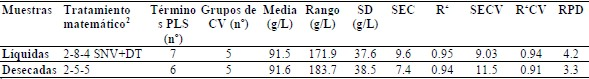 Muestras Tratamiento matemático² Términos PLS (nº) Grupos de CV (nº) Media (g/L) Rango (g/L) SD (g/L) SEC R² SECV R²CV RPD
Líquidas 2-8-4 SNV+DT 7 5 91.5 171.9 37.6 9.6 0.95 9.03 0.94 4.2
Desecadas 2-5-5 6 5 91.6 183.7 38.5 7.4 0.94 11.5 0.91 3.3